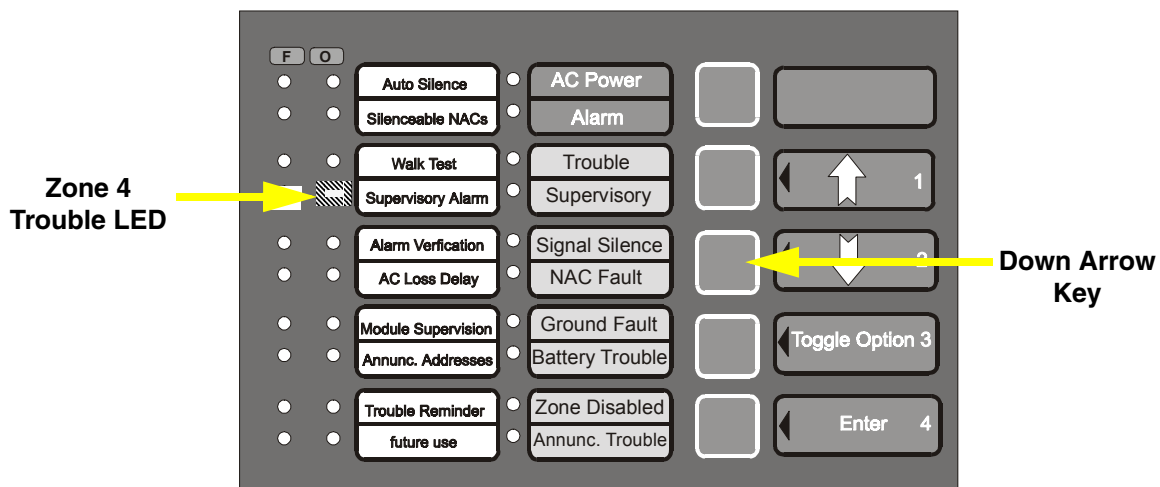 F O
Auto Silence
AC Power
Silenceable NACs
Alarm
Walk Test
Trouble
1
Zone 4
Trouble LED
Supervisory Alarm
Supervisory
Alarm Verfication
Signal Silence
2
Down Arrow
Key
AC Loss Delay
NAC Fault
Module Supervision
Ground Fault
Toggle Option 3
Annunc. Addresses
Battery Trouble
Trouble Reminder
Zone Disabled
Enter 4
future use
Annunc. Trouble